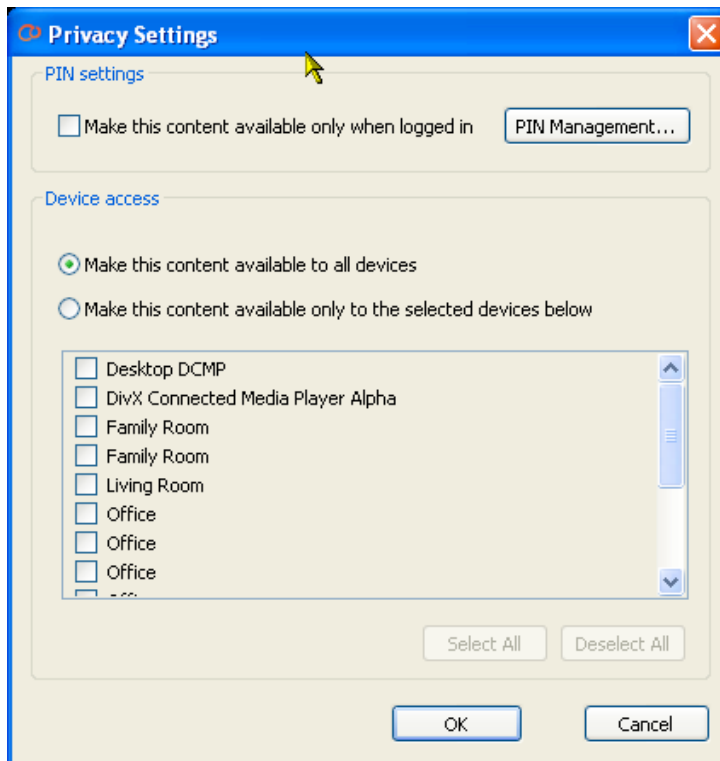 Privacy Settings
PIN settings
Make this content available only when logged in
PIN Management...
Device access
Make this content available to all devices
Make this content available only to the selected devices below
Desktop DCMP
DivX Connected Media Player Alpha
Family Room
Family Room
Living Room
Office
Office
Office
Select All
Deselect All
OK
Cancel